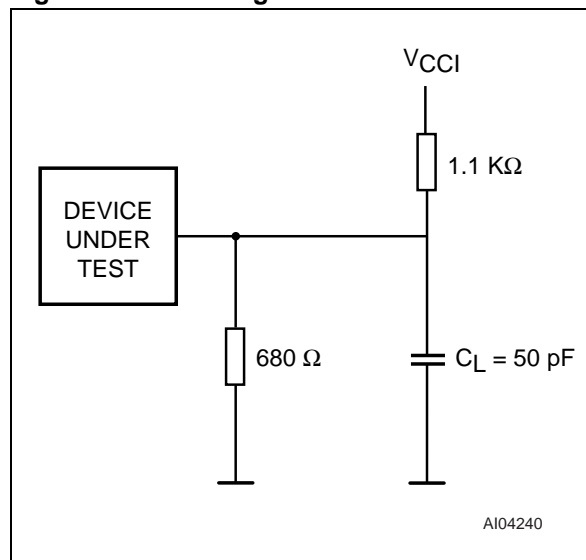 VCCI
1.1 KΩ
DEVICE
UNDER
TEST
680 Ω
CL = 50 pF
AI04240